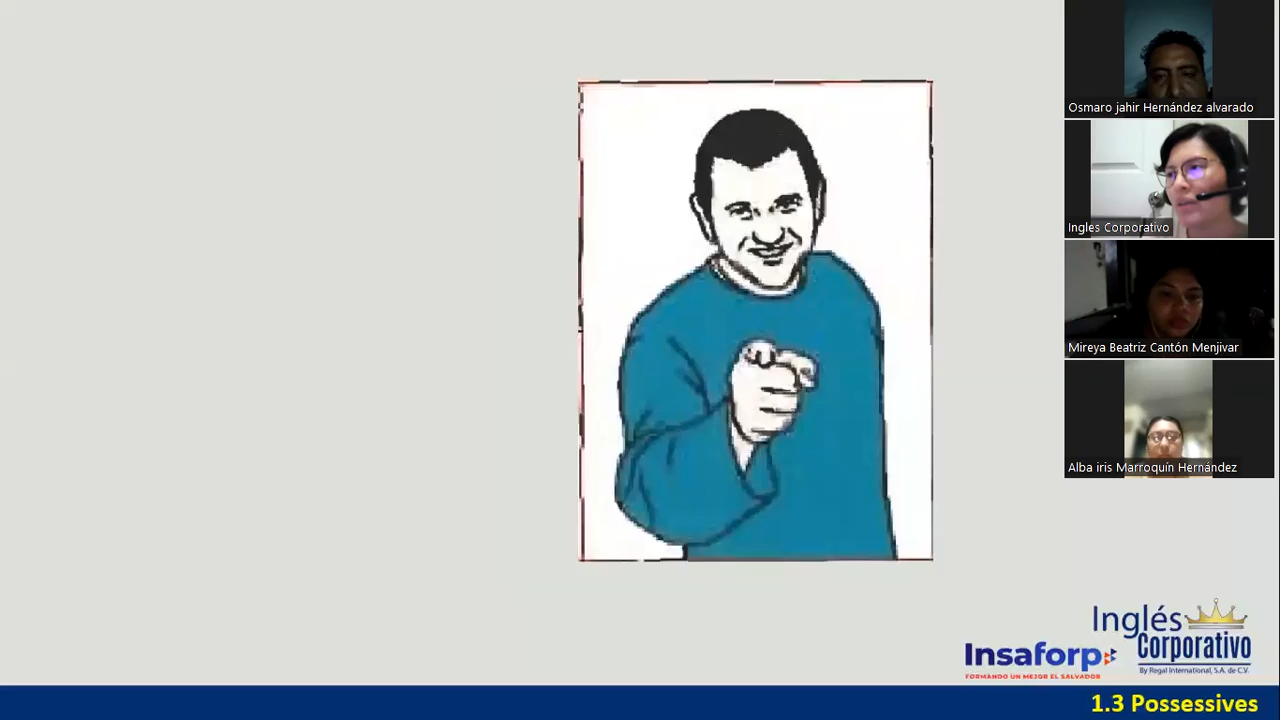 Osmaro jahir Hernández alvarado
Ingles Corporativo
Mireya Beatriz Cantón Menjivar
Alba iris Marroquín Hernández
Inglés
Corporativo
By Regal International, S.A. de C.V.
Insaforp
FORMANDO UN MEJOR EL SALVADOR
1.3 Possessives